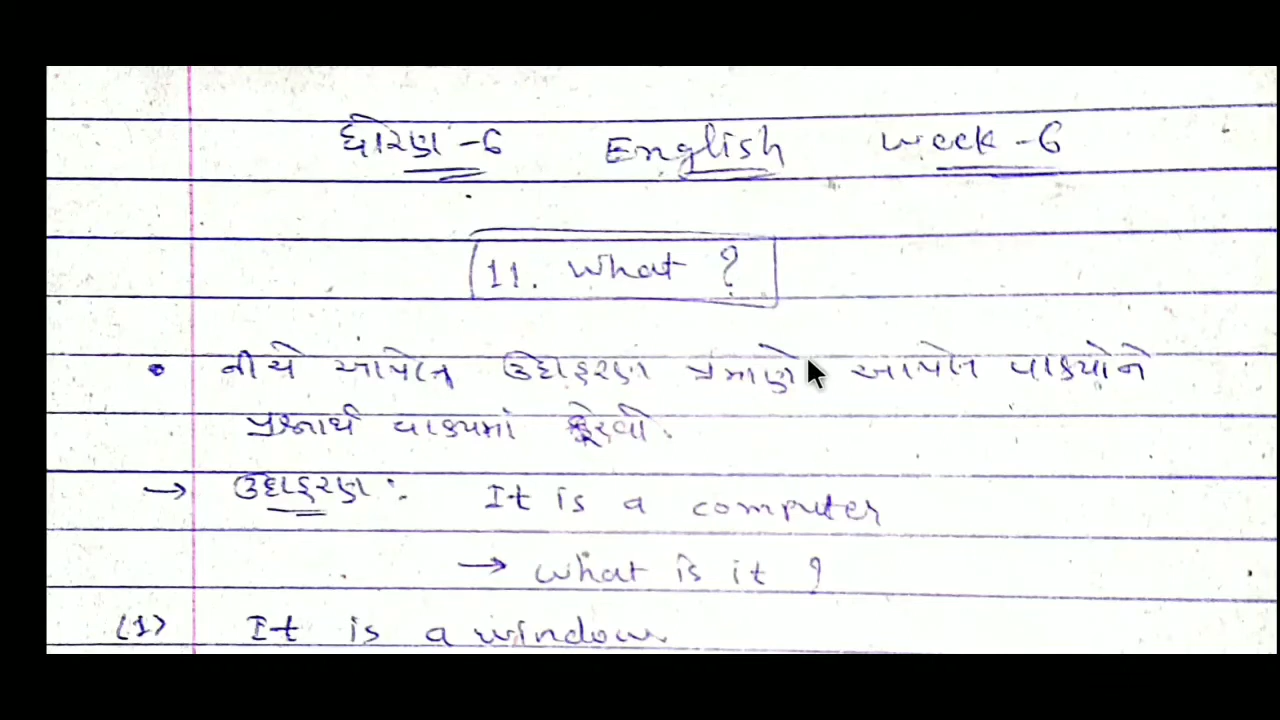 ધોરણ -6 English week -6
11. What ?
• નીચે આપેલ ઉદાહરણ પ્રમાણે આપેલ વાક્યોને
પ્રશ્નાર્થ વાક્યમાં ફેરવો.
→ ઉદાહરણ :. It is a computer
→ What is it ?
(1) It is a window